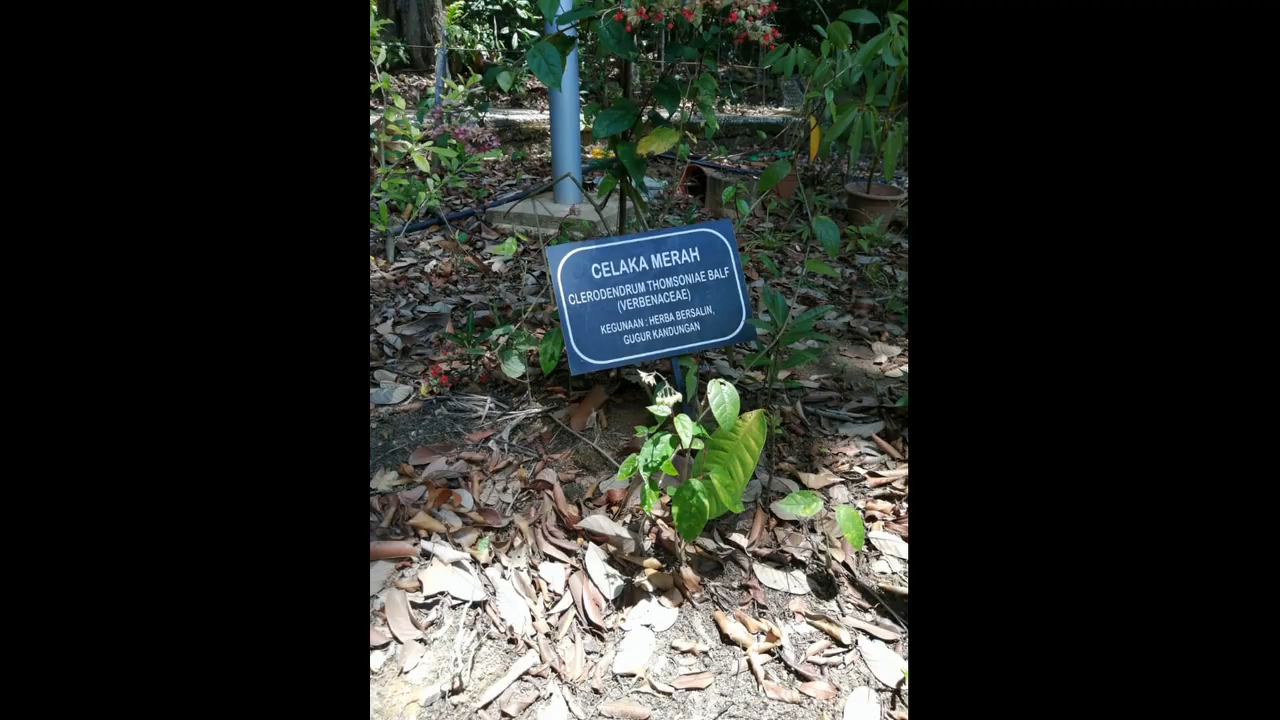 CELAKA MERAH
CLERODENDRUM THOMSONIAE BALF
(VERBENACEAE)
KEGUNAAN : HERBA BERSALIN,
GUGUR KANDUNGAN